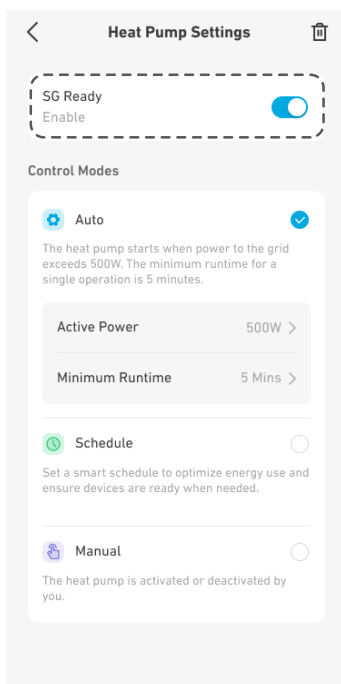 Heat Pump Settings
SG Ready
Enable
Control Modes
Auto
The heat pump starts when power to the grid
exceeds 500W. The minimum runtime for a
single operation is 5 minutes.
Active Power 500W
Minimum Runtime 5 Mins
Schedule
Set a smart schedule to optimize energy use and
ensure devices are ready when needed.
Manual
The heat pump is activated or deactivated by
you.